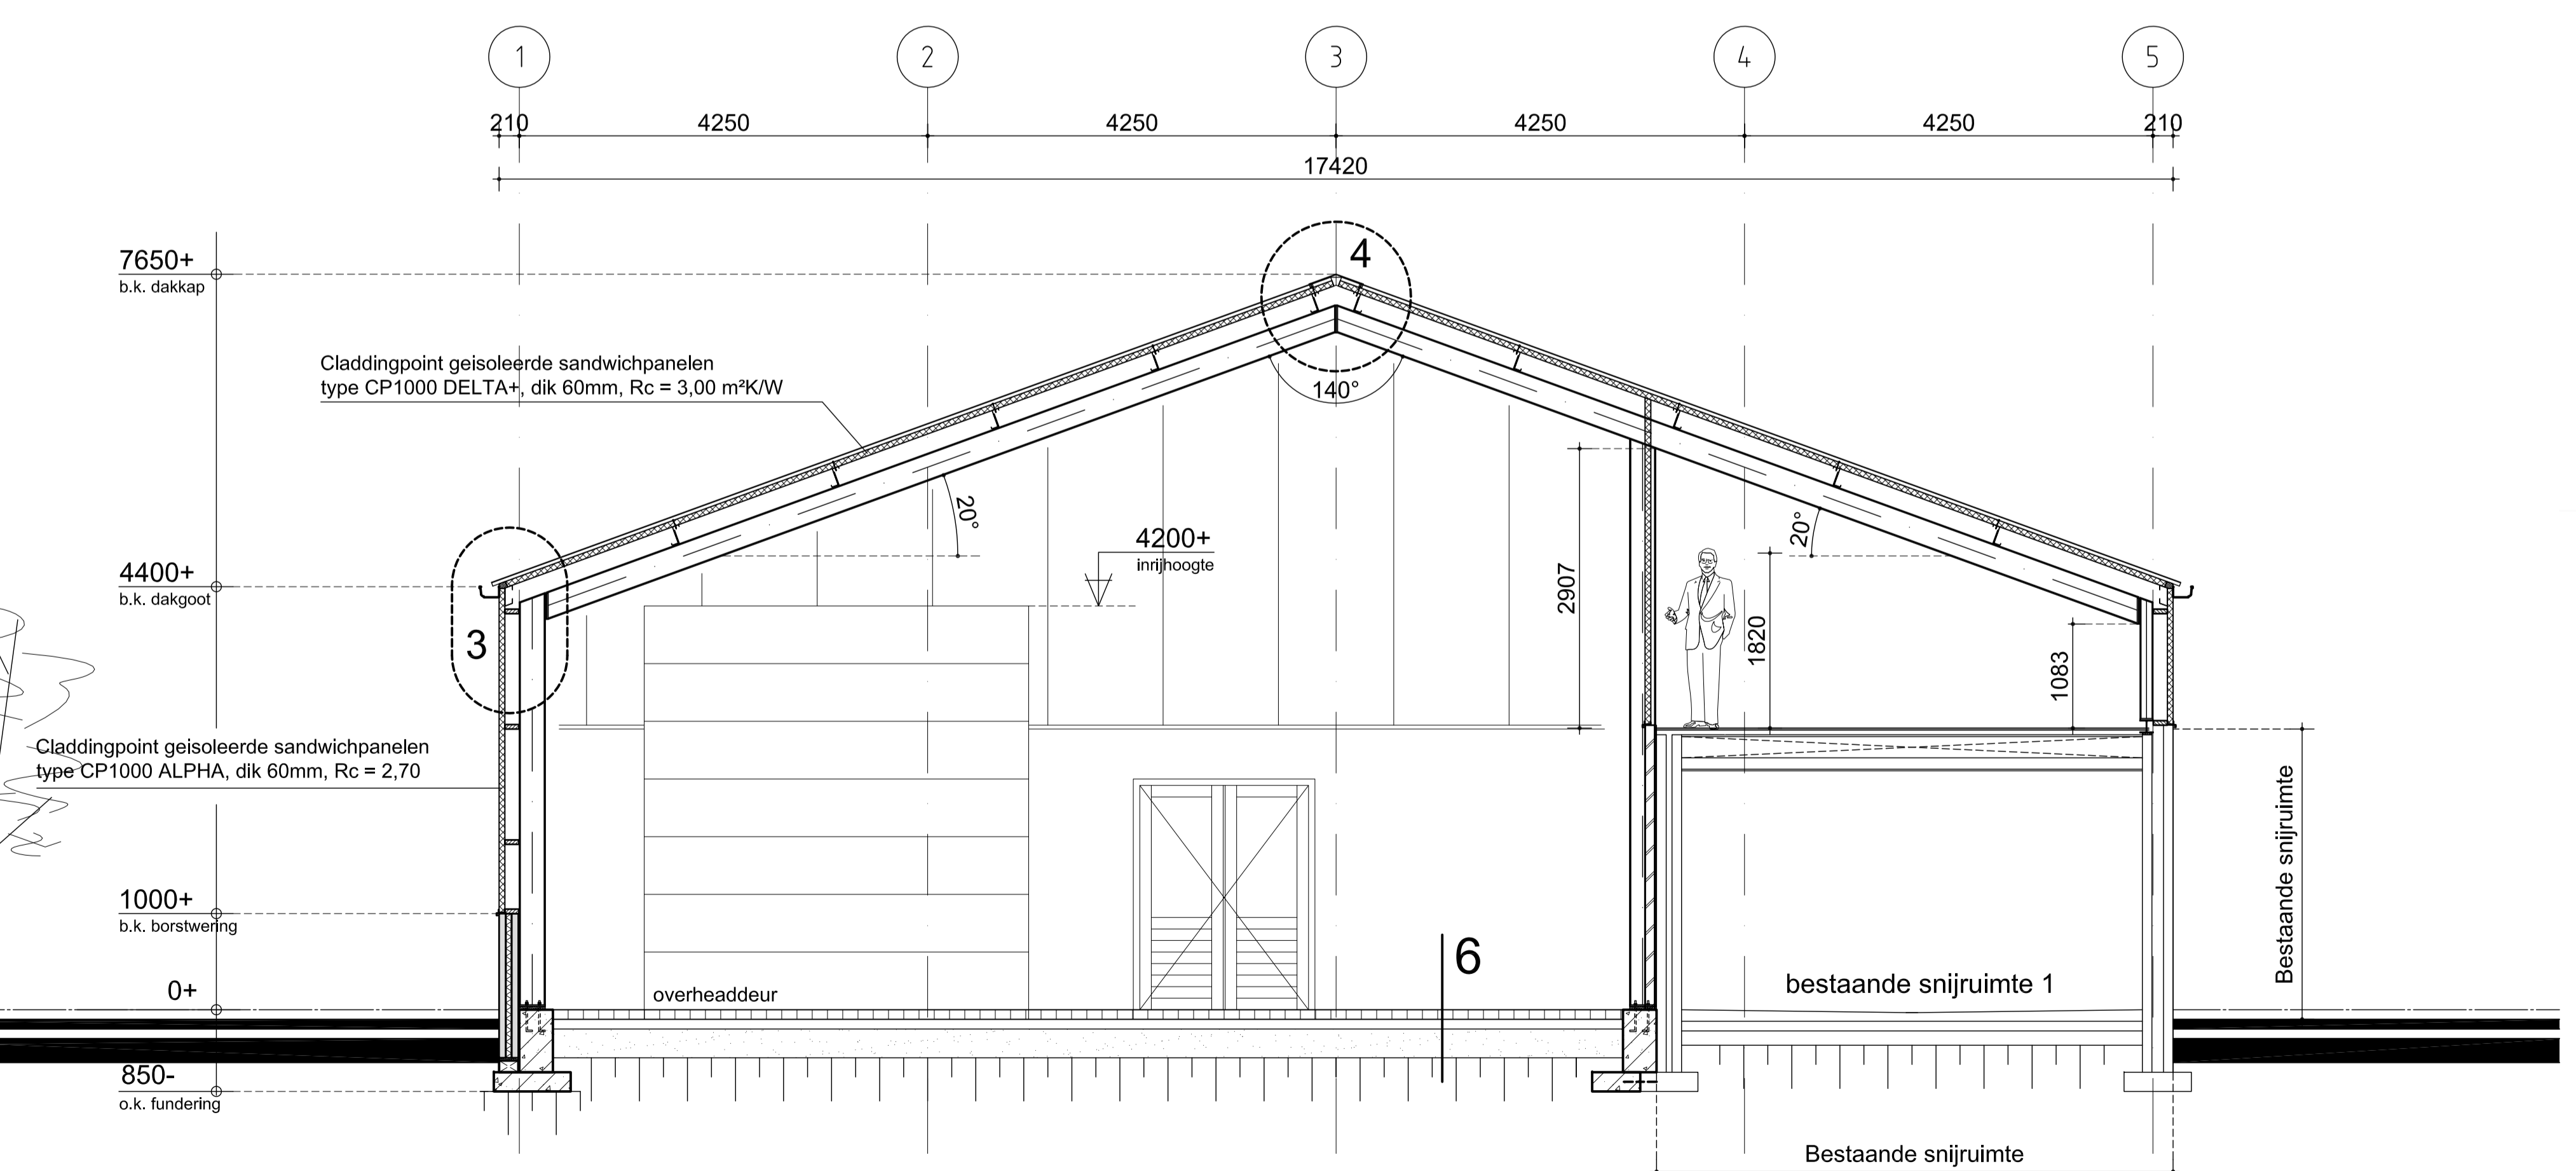 1 2 3 4 5
210 4250 4250 4250 4250 210
17420
7650+
b.k. dakkap
4
Claddingpoint geisoleerde sandwichpanelen
type CP1000 DELTA+, dik 60mm, Rc = 3,00 m²K/W
140°
20°
20°
4200+
inrijhoogte
4400+
b.k. dakgoot
3
2907
1820
1083
Claddingpoint geisoleerde sandwichpanelen
type CP1000 ALPHA, dik 60mm, Rc = 2,70
Bestaande snijruimte
1000+
b.k. borstwering
6
0+
overheaddeur
bestaande snijruimte 1
850-
o.k. fundering
Bestaande snijruimte